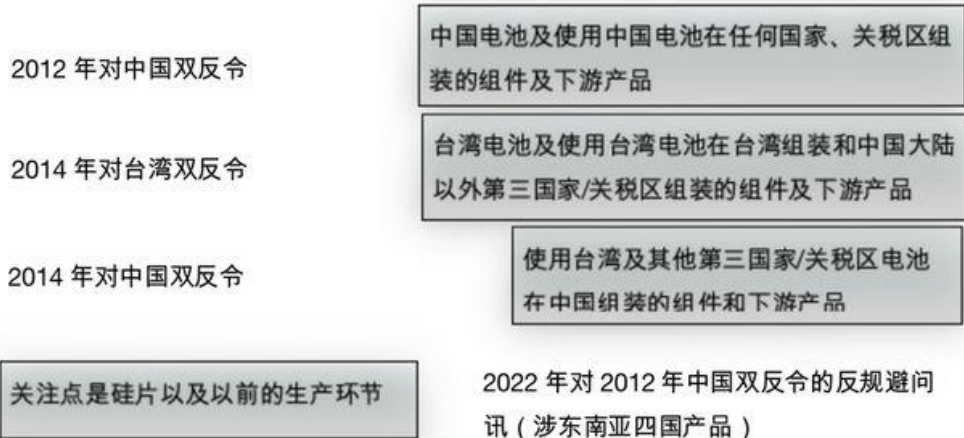 2012 年对中国双反令
中国电池及使用中国电池在任何国家、关税区组
装的组件及下游产品
2014 年对台湾双反令
台湾电池及使用台湾电池在台湾组装和中国大陆
以外第三国家/关税区组装的组件及下游产品
2014 年对中国双反令
使用台湾及其他第三国家/关税区电池
在中国组装的组件和下游产品
关注点是硅片以及以前的生产环节
2022 年对 2012 年中国双反令的反规避问
讯（涉东南亚四国产品）